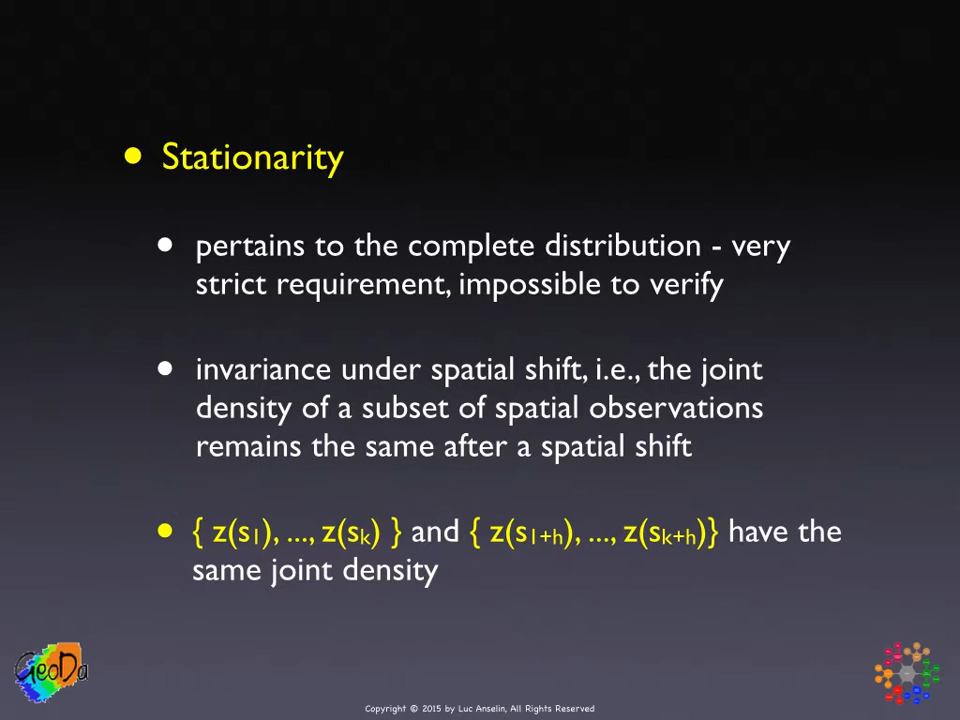 • Stationarity
• pertains to the complete distribution - very
strict requirement, impossible to verify
• invariance under spatial shift, i.e., the joint
density of a subset of spatial observations
remains the same after a spatial shift
• { z(s₁), ..., z(sₖ) } and { z(s₁₊ₕ), ..., z(sₖ₊ₕ)} have the
same joint density
GeoDa
Copyright © 2015 by Luc Anselin, All Rights Reserved